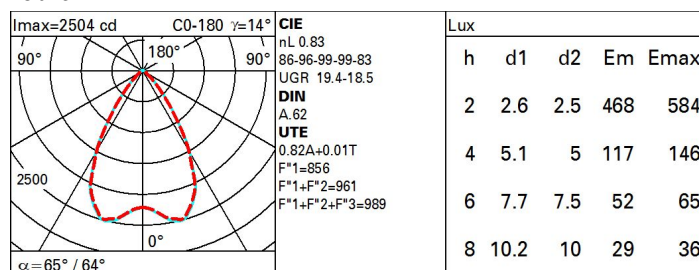 Imax=2504 cd C0-180 γ=14°
90° 180° 90°
2500
0°
α=65° / 64°
CIE
nL 0.83
86-96-99-99-83
UGR 19.4-18.5
DIN
A.62
UTE
0.82A+0.01T
F"1=856
F"1+F"2=961
F"1+F"2+F"3=989
Lux
h d1 d2 Em Emax
2 2.6 2.5 468 584
4 5.1 5 117 146
6 7.7 7.5 52 65
8 10.2 10 29 36